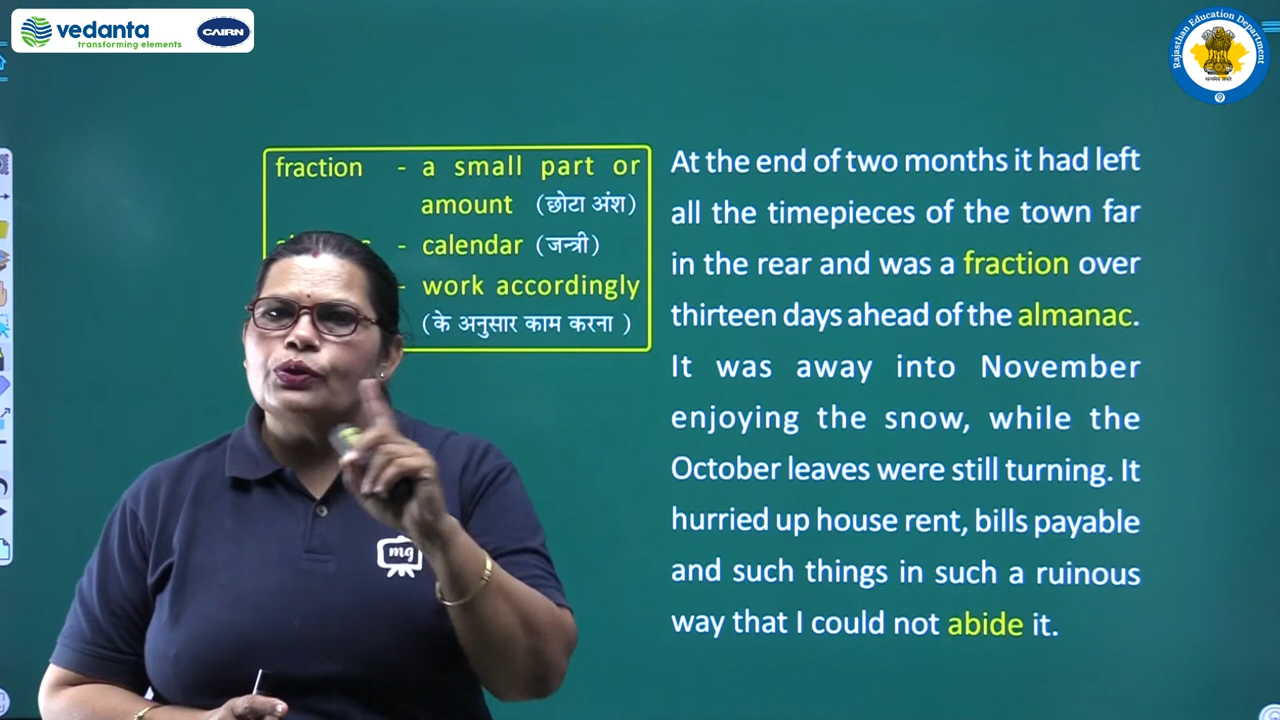 vedanta
transforming elements
CAIRN
Rajasthan Education Department
fraction - a small part or
amount (छोटा अंश)
- calendar (जन्त्री)
- work accordingly
(के अनुसार काम करना )
At the end of two months it had left
all the timepieces of the town far
in the rear and was a fraction over
thirteen days ahead of the almanac.
It was away into November
enjoying the snow, while the
October leaves were still turning. It
hurried up house rent, bills payable
and such things in such a ruinous
way that I could not abide it.
mg